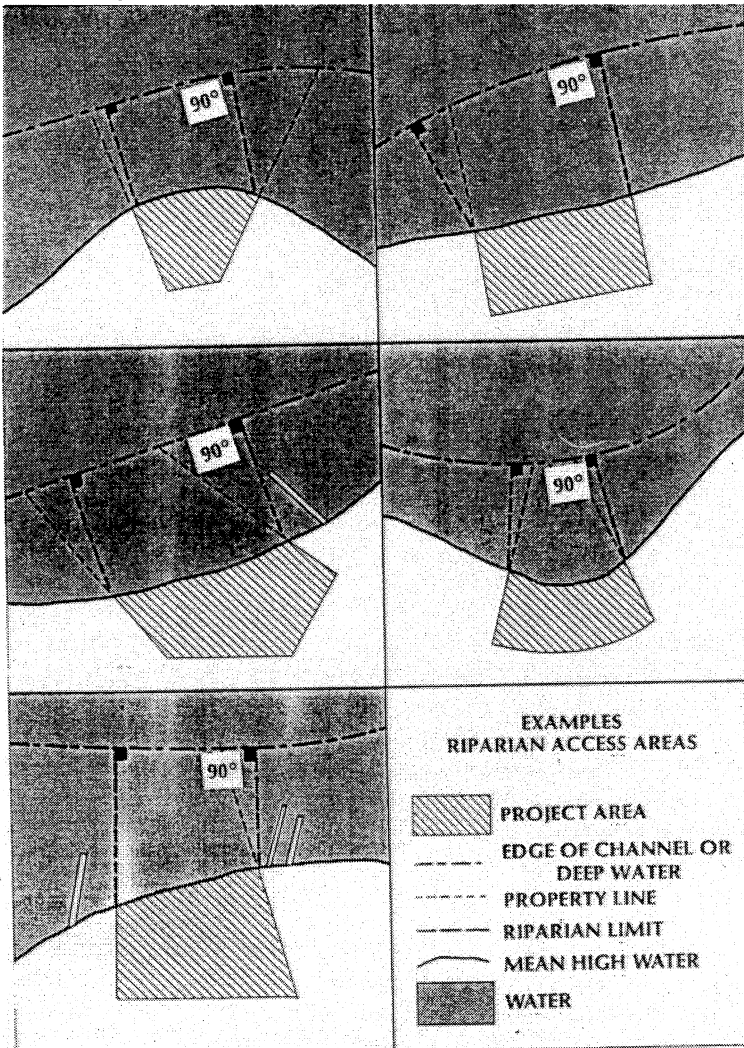 90°
90°
90°
90°
90°
EXAMPLES
RIPARIAN ACCESS AREAS
PROJECT AREA
EDGE OF CHANNEL OR
DEEP WATER
PROPERTY LINE
RIPARIAN LIMIT
MEAN HIGH WATER
WATER